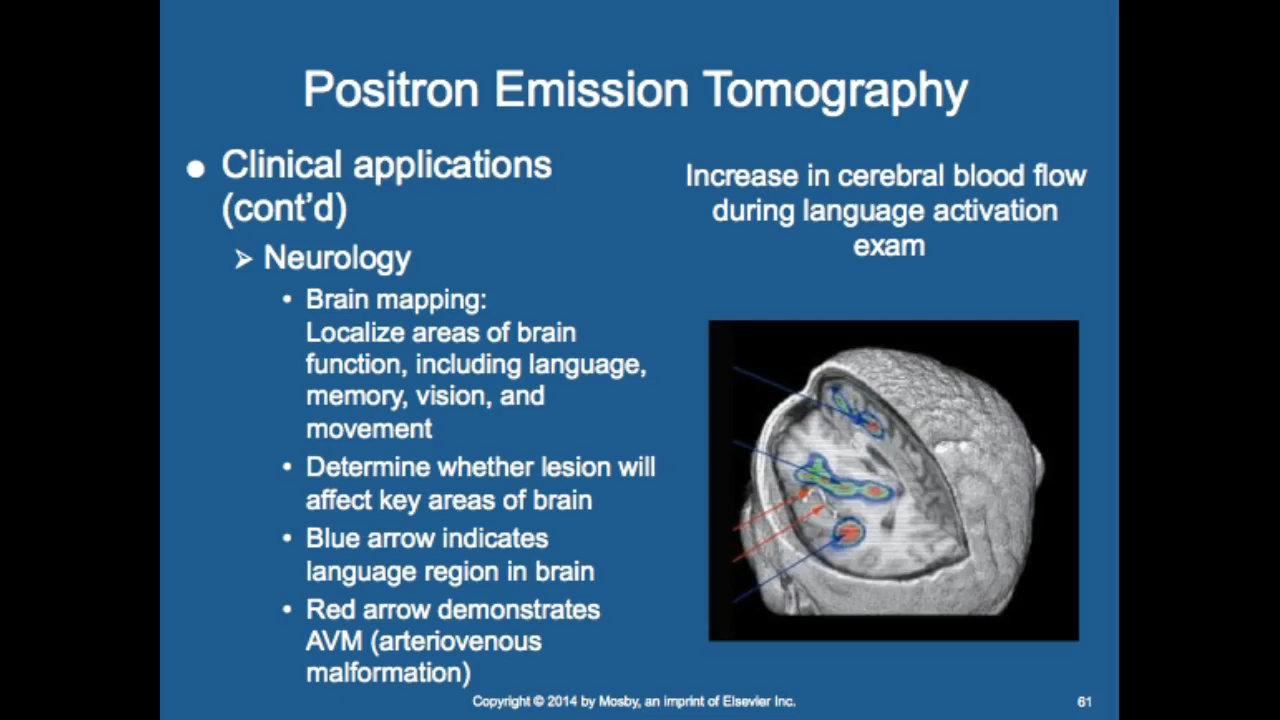 Positron Emission Tomography
● Clinical applications
(cont'd)
➢ Neurology
• Brain mapping:
Localize areas of brain
function, including language,
memory, vision, and
movement
• Determine whether lesion will
affect key areas of brain
• Blue arrow indicates
language region in brain
• Red arrow demonstrates
AVM (arteriovenous
malformation)
Increase in cerebral blood flow
during language activation
exam
Copyright © 2014 by Mosby, an imprint of Elsevier Inc.
61